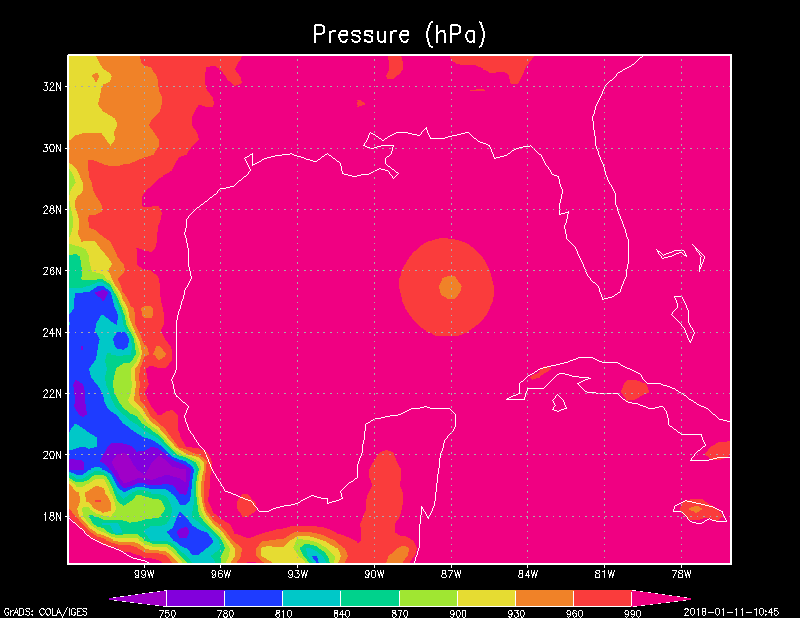 Pressure (hPa)
32N
30N
28N
26N
24N
22N
20N
18N
99W 96W 93W 90W 87W 84W 81W 78W
750 780 810 840 870 900 930 960 990
GrADS: COLA/IGES 2018-01-11-10:45